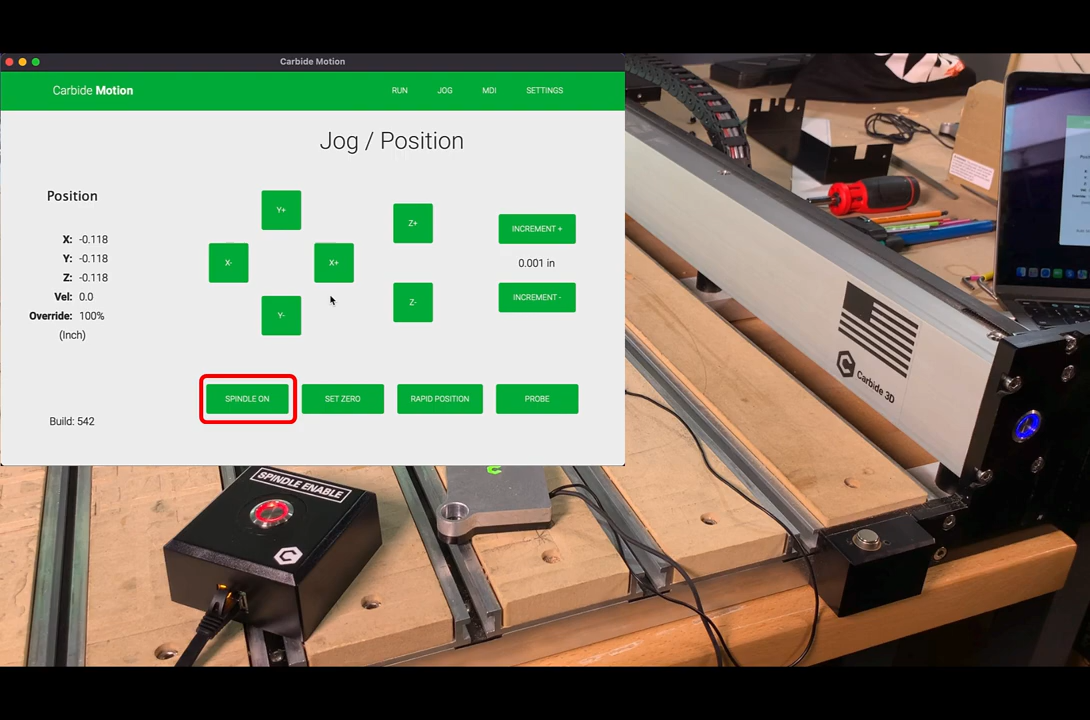 Carbide Motion
Carbide Motion
RUN
JOG
MDI
SETTINGS
Jog / Position
Position
X: -0.118
Y: -0.118
Z: -0.118
Vel: 0.0
Override: 100%
(Inch)
Y+
X-
X+
Y-
Z+
Z-
INCREMENT +
0.001 in
INCREMENT -
SPINDLE ON
SET ZERO
RAPID POSITION
PROBE
Build: 542
Carbide 3D
SPINDLE ENABLE